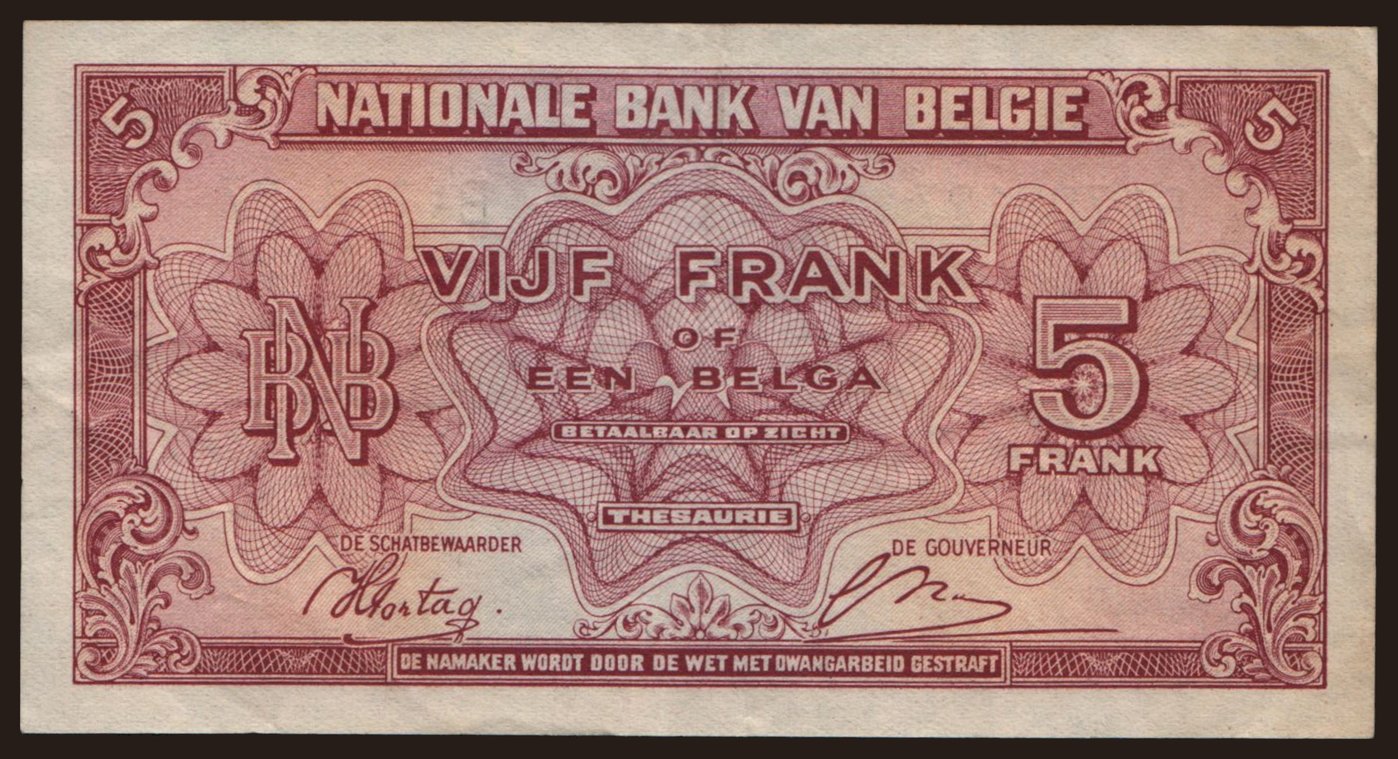 5
NATIONALE BANK VAN BELGIE
5
VIJF FRANK
OF
EEN BELGA
BETAALBAAR OP ZICHT
THESAURIE
BNB
5
FRANK
DE SCHATBEWAARDER
DE GOUVERNEUR
DE NAMAKER WORDT DOOR DE WET MET DWANGARBEID GESTRAFT